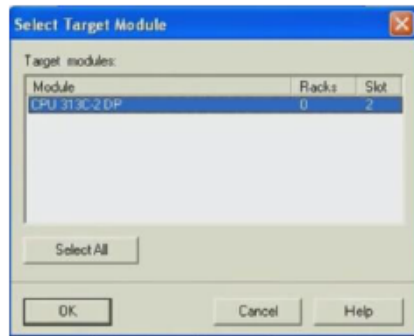 Select Target Module
Target modules:
Module Racks Slot
CPU 313C-2 DP 0 2
Select All
OK Cancel Help